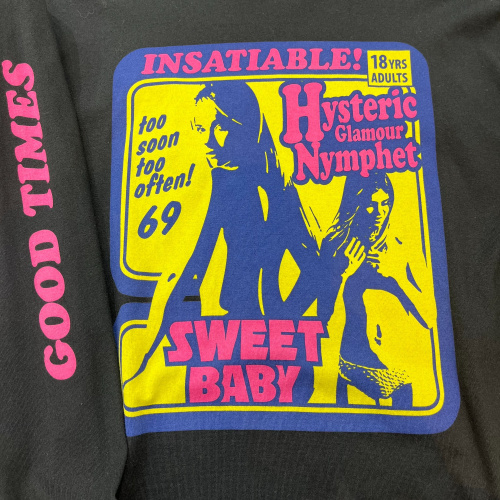 GOOD TIMES
INSATIABLE!
18 YRS
ADULTS
Hysteric
Glamour
Nymphet
too
soon
too
often!
69
SWEET
BABY